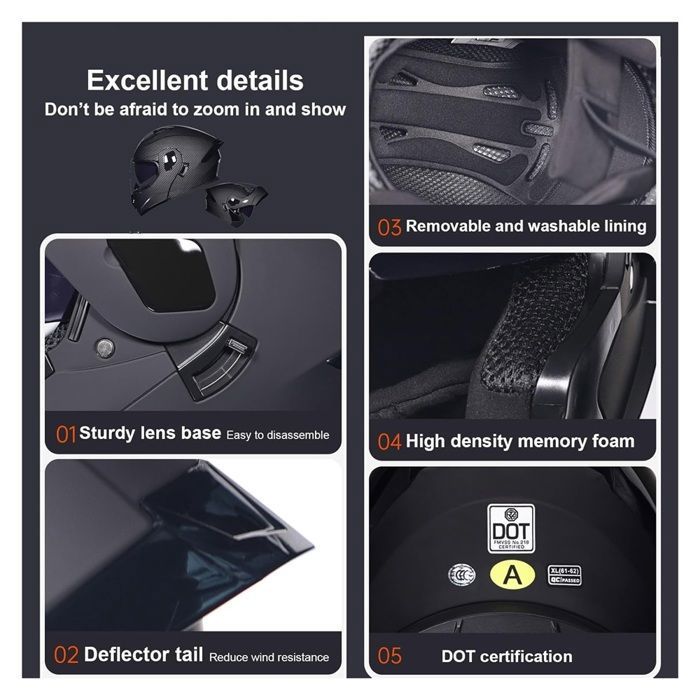 Excellent details
Don't be afraid to zoom in and show
01 Sturdy lens base Easy to disassemble
02 Deflector tail Reduce wind resistance
03 Removable and washable lining
04 High density memory foam
DOT
FMVSS No 218
CERTIFIED
CCC
A
XL(61-62)
QC PASSED
05 DOT certification